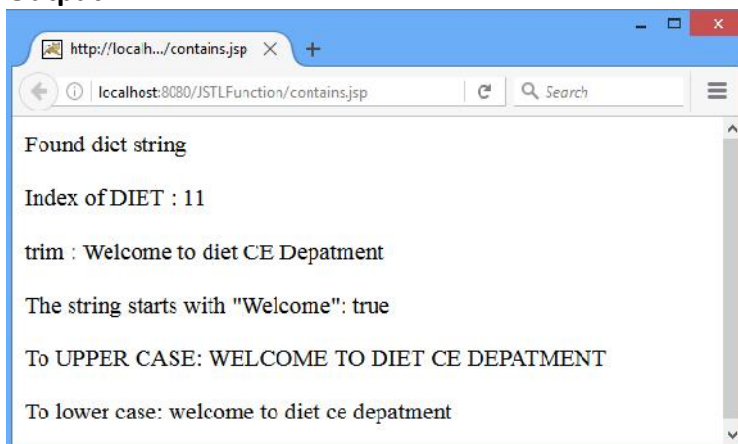 http://localh.../contains.jsp
localhost:8080/JSTLFunction/contains.jsp
Search
Found diet string
Index of DIET : 11
trim : Welcome to diet CE Depatment
The string starts with "Welcome": true
To UPPER CASE: WELCOME TO DIET CE DEPATMENT
To lower case: welcome to diet ce depatment